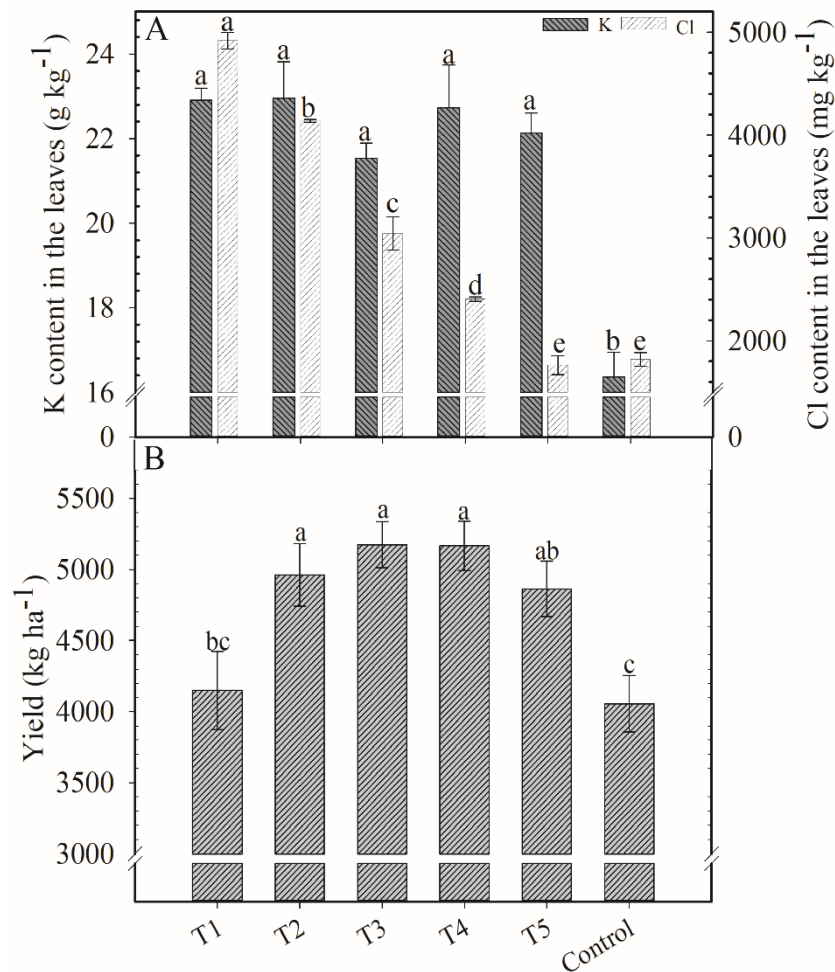 A
K
Cl
K content in the leaves (g kg⁻¹)
24
22
20
18
16
0
a
a
a
b
a
c
a
d
a
e
b
e
5000
4000
3000
2000
0
Cl content in the leaves (mg kg⁻¹)
B
Yield (kg ha⁻¹)
5500
5000
4500
4000
3500
3000
bc
a
a
a
ab
c
T1
T2
T3
T4
T5
Control